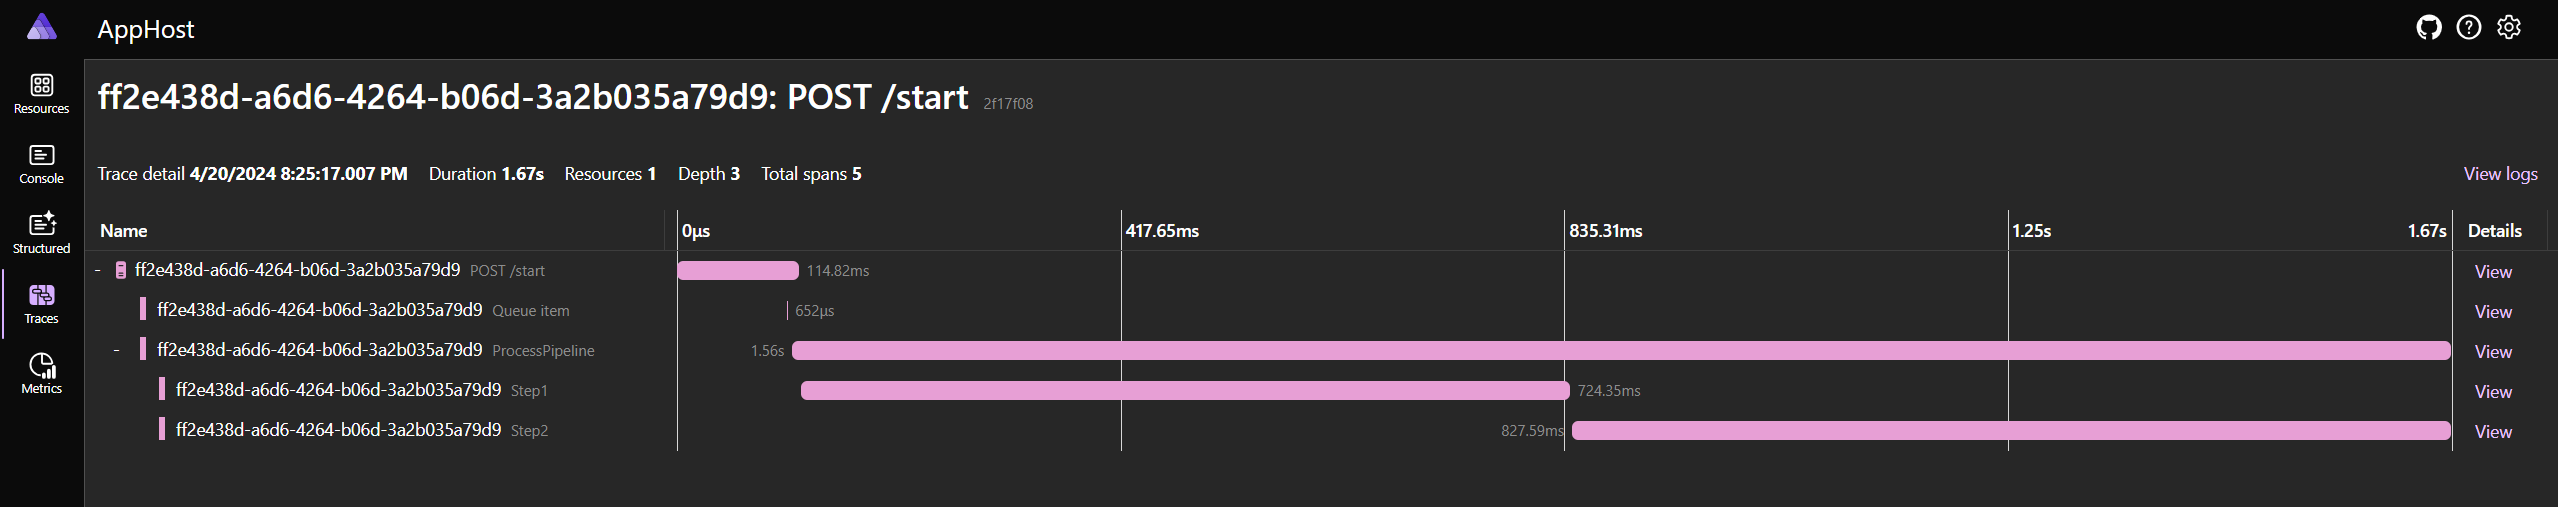 AppHost
Resources
Console
Structured
Traces
Metrics
ff2e438d-a6d6-4264-b06d-3a2b035a79d9: POST /start 2f17f08
Trace detail 4/20/2024 8:25:17.007 PM Duration 1.67s Resources 1 Depth 3 Total spans 5 View logs
Name 0μs 417.65ms 835.31ms 1.25s 1.67s Details
- ff2e438d-a6d6-4264-b06d-3a2b035a79d9 POST /start 114.82ms View
ff2e438d-a6d6-4264-b06d-3a2b035a79d9 Queue item 652μs View
- ff2e438d-a6d6-4264-b06d-3a2b035a79d9 ProcessPipeline 1.56s View
ff2e438d-a6d6-4264-b06d-3a2b035a79d9 Step1 724.35ms View
ff2e438d-a6d6-4264-b06d-3a2b035a79d9 Step2 827.59ms View